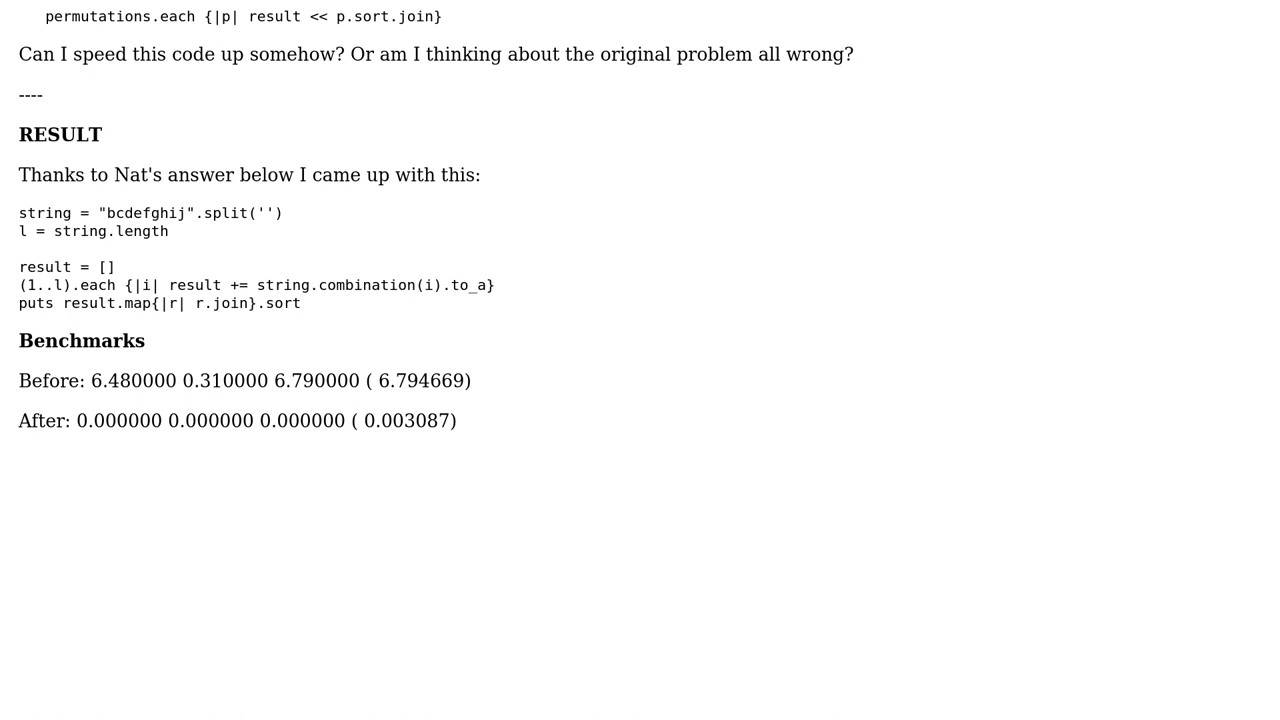 permutations.each {|p| result << p.sort.join}
Can I speed this code up somehow? Or am I thinking about the original problem all wrong?
----
RESULT
Thanks to Nat's answer below I came up with this:
string = "bcdefghij".split('')
l = string.length
result = []
(1..l).each {|i| result += string.combination(i).to_a}
puts result.map{|r| r.join}.sort
Benchmarks
Before: 6.480000 0.310000 6.790000 ( 6.794669)
After: 0.000000 0.000000 0.000000 ( 0.003087)